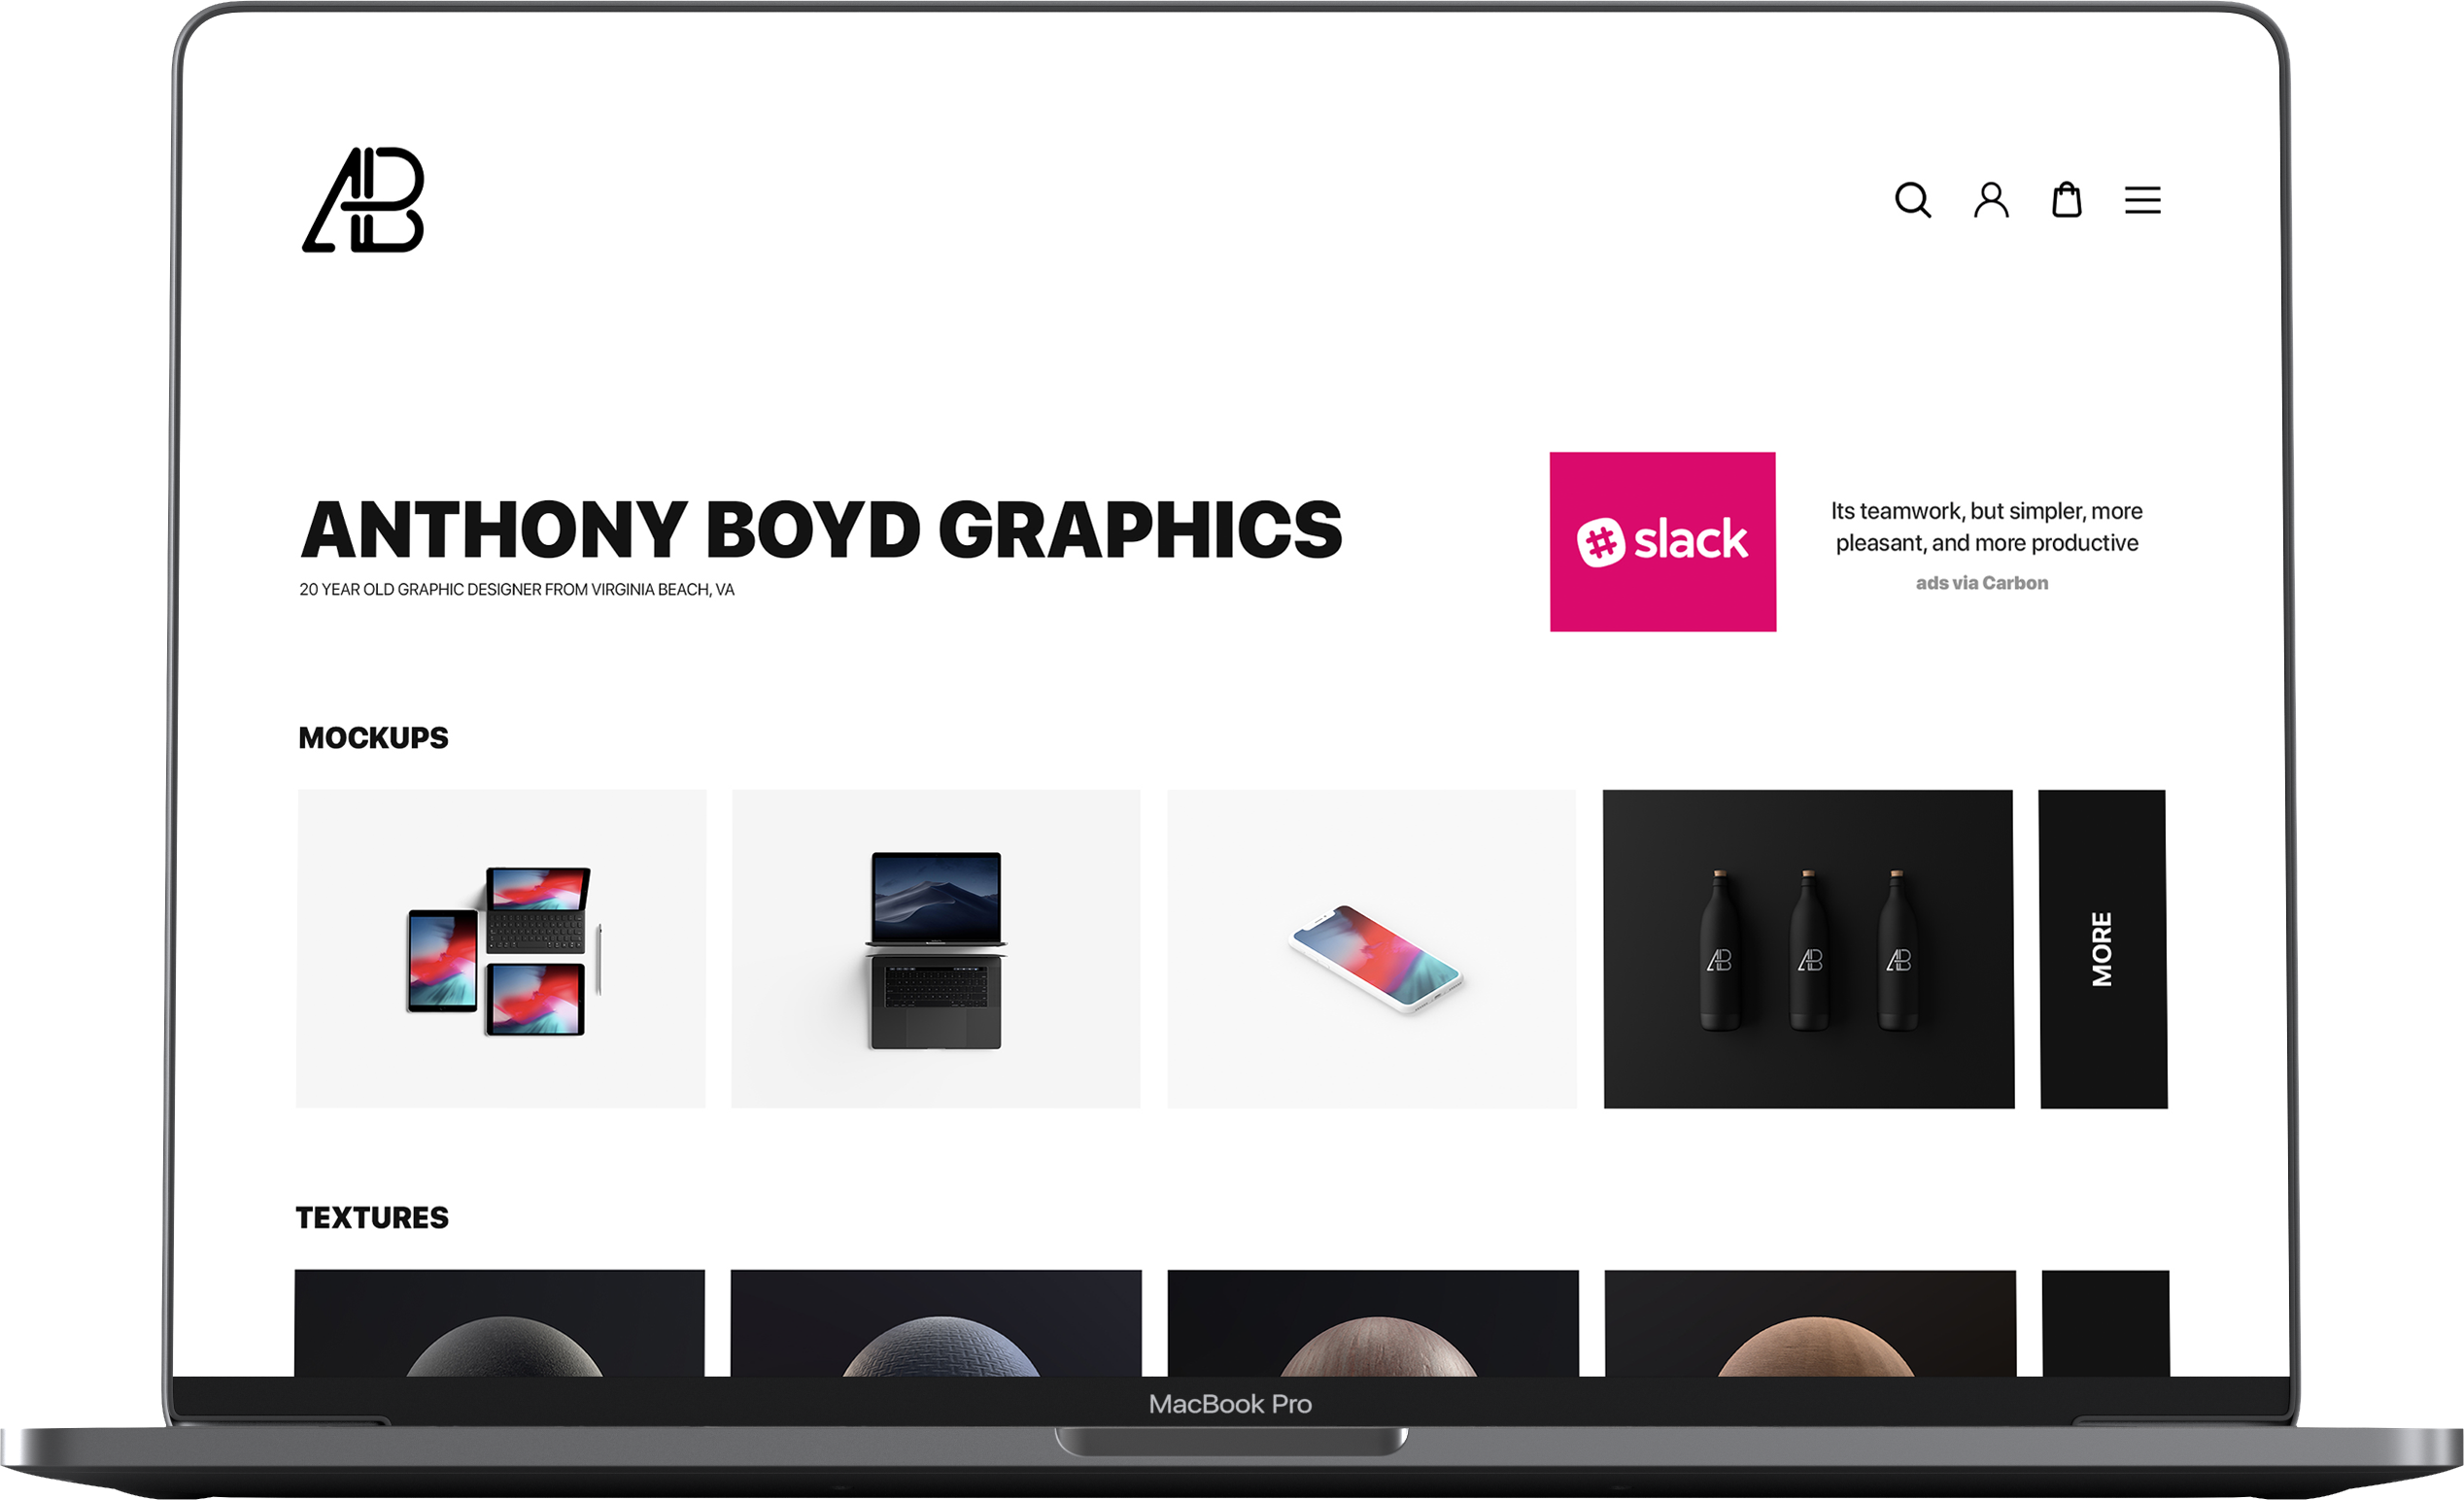 AB
ANTHONY BOYD GRAPHICS
20 YEAR OLD GRAPHIC DESIGNER FROM VIRGINIA BEACH, VA
slack
Its teamwork, but simpler, more
pleasant, and more productive
ads via Carbon
MOCKUPS
AB
AB
AB
MORE
TEXTURES
MacBook Pro